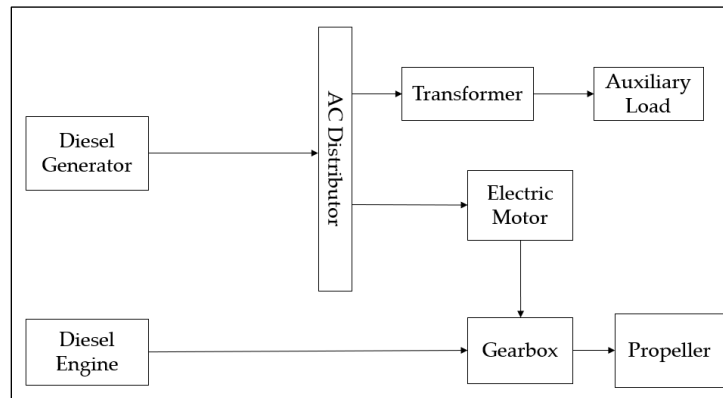 AC Distributor
Transformer
Auxiliary
Load
Diesel
Generator
Electric
Motor
Diesel
Engine
Gearbox
Propeller